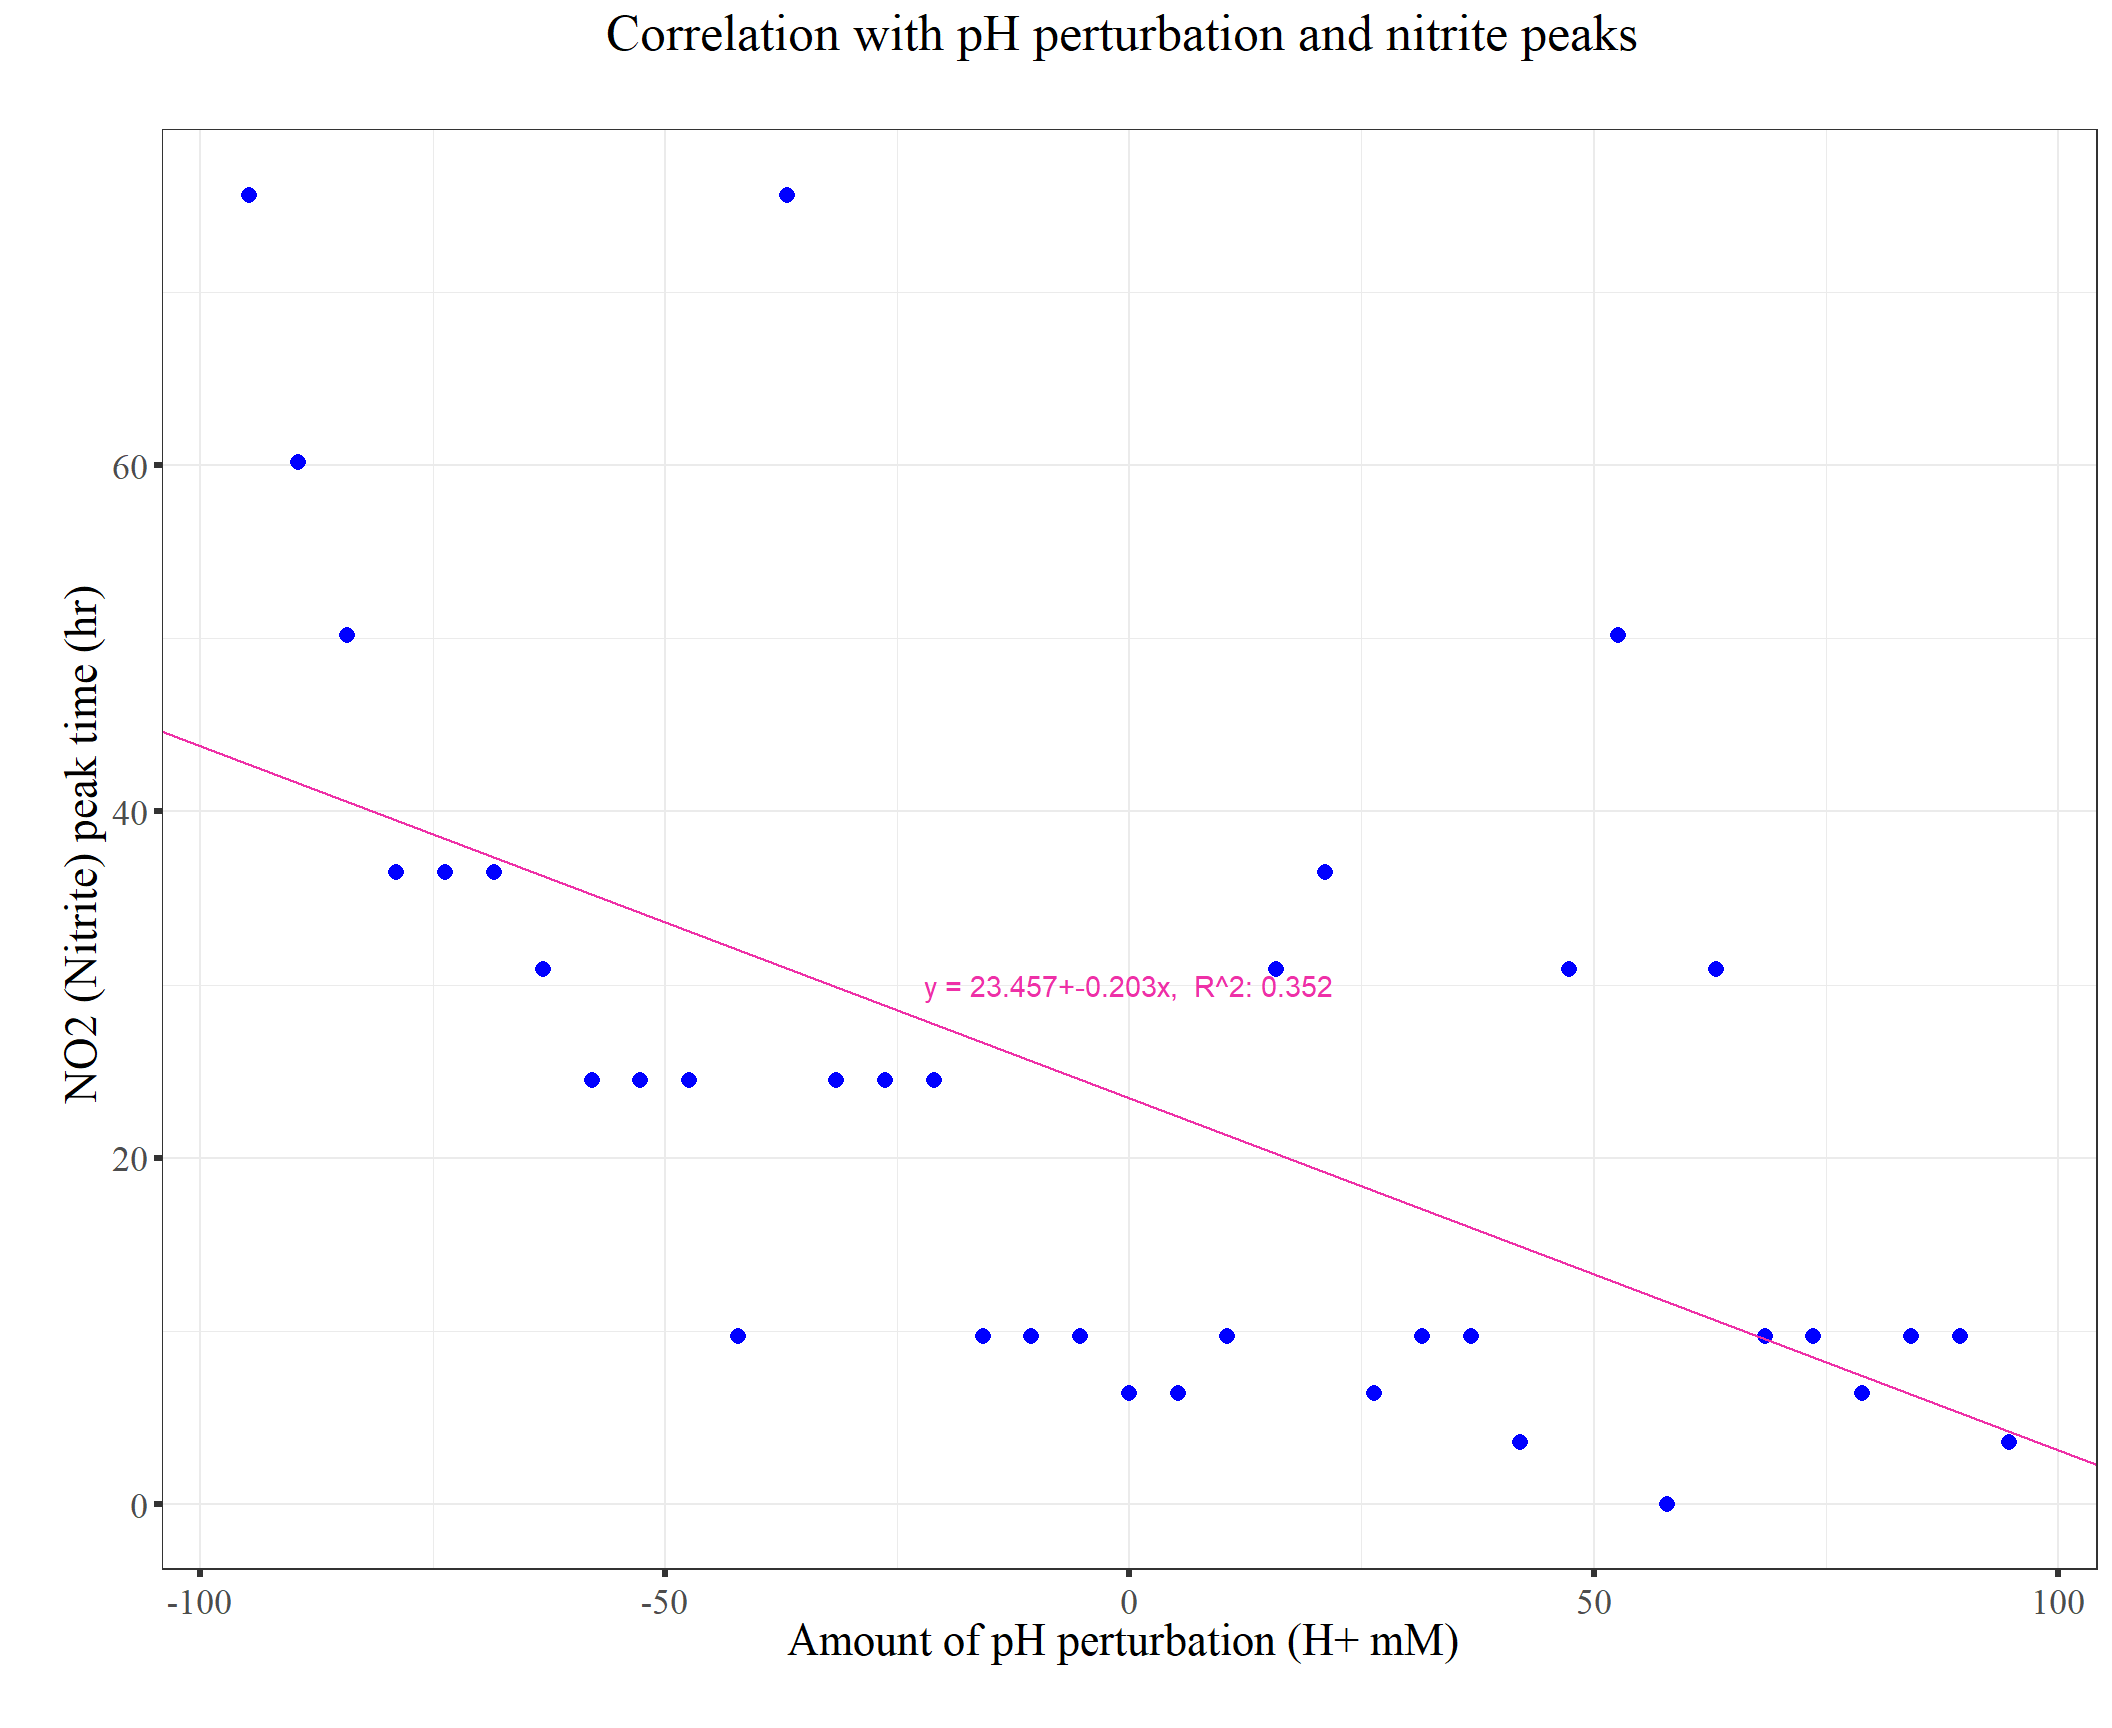 Correlation with pH perturbation and nitrite peaks
NO2 (Nitrite) peak time (hr)
60
40
20
0
y = 23.457+-0.203x,  R^2: 0.352
-100 -50 0 50 100
Amount of pH perturbation (H+ mM)